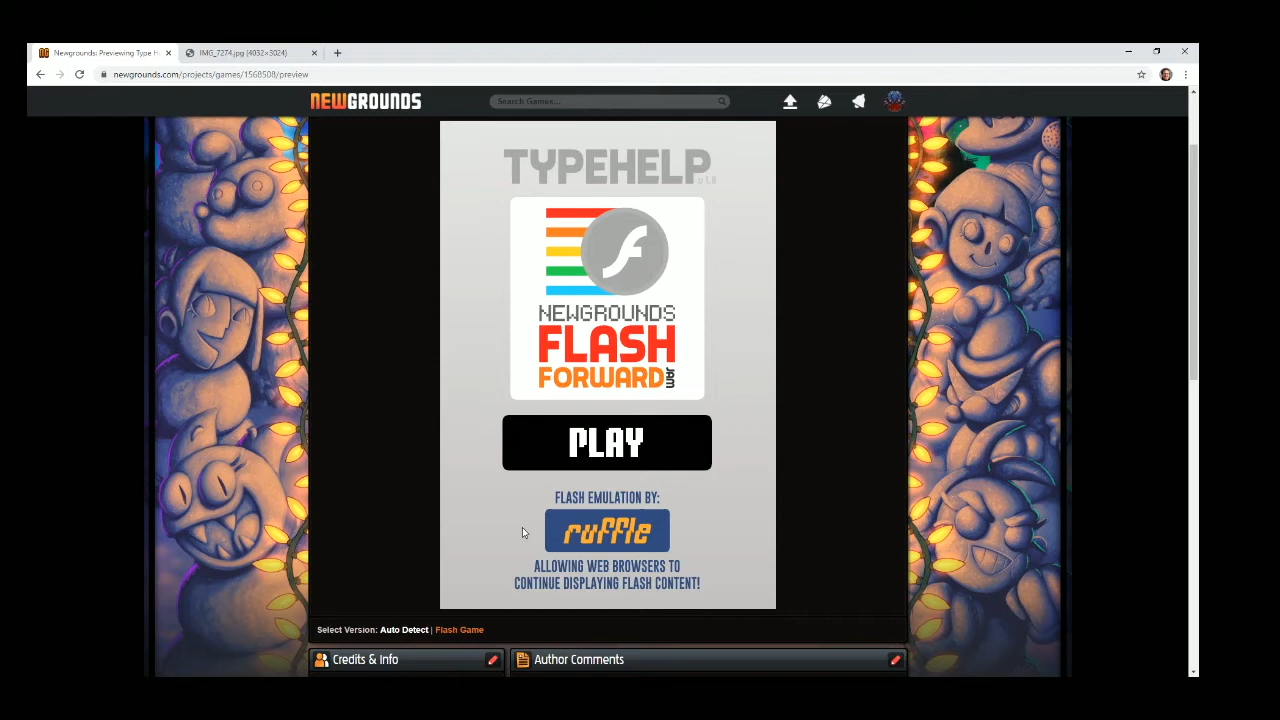 Newgrounds: Previewing Type H
IMG_7274.jpg (4032×3024)
newgrounds.com/projects/games/1568508/preview
NEWGROUNDS
Search Games...
TYPEHELP
v1.0
NEWGROUNDS
FLASH
FORWARD JAM
PLAY
FLASH EMULATION BY:
ruffle
ALLOWING WEB BROWSERS TO
CONTINUE DISPLAYING FLASH CONTENT!
Select Version: Auto Detect | Flash Game
Credits & Info
Author Comments